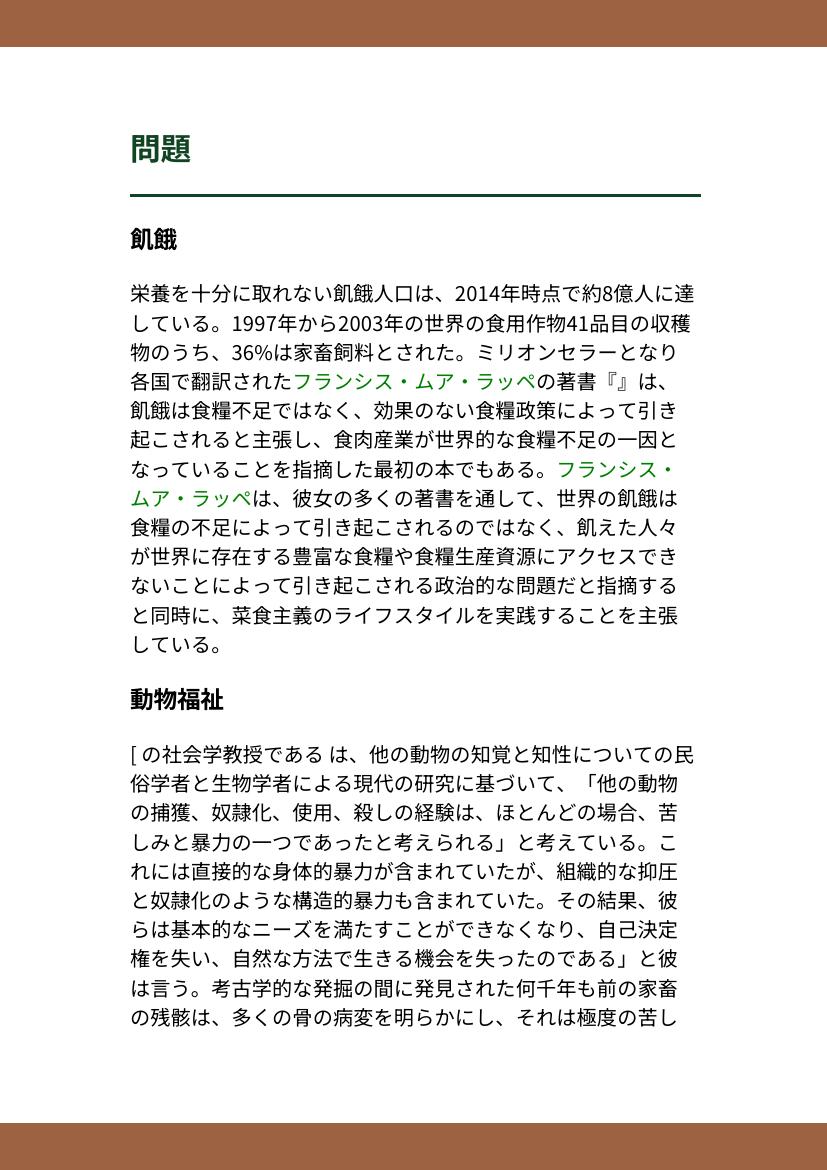 問題
飢餓
栄養を十分に取れない飢餓人口は、2014年時点で約8億人に達
している。1997年から2003年の世界の食用作物41品目の収穫
物のうち、36%は家畜飼料とされた。ミリオンセラーとなり
各国で翻訳されたフランシス・ムア・ラッペの著書『』は、
飢餓は食糧不足ではなく、効果のない食糧政策によって引き
起こされると主張し、食肉産業が世界的な食糧不足の一因と
なっていることを指摘した最初の本でもある。フランシス・
ムア・ラッペは、彼女の多くの著書を通して、世界の飢餓は
食糧の不足によって引き起こされるのではなく、飢えた人々
が世界に存在する豊富な食糧や食糧生産資源にアクセスでき
ないことによって引き起こされる政治的な問題だと指摘する
と同時に、菜食主義のライフスタイルを実践することを主張
している。
動物福祉
[ の社会学教授である は、他の動物の知覚と知性についての民
俗学者と生物学者による現代の研究に基づいて、「他の動物
の捕獲、奴隷化、使用、殺しの経験は、ほとんどの場合、苦
しみと暴力の一つであったと考えられる」と考えている。こ
れには直接的な身体的暴力が含まれていたが、組織的な抑圧
と奴隷化のような構造的暴力も含まれていた。その結果、彼
らは基本的なニーズを満たすことができなくなり、自己決定
権を失い、自然な方法で生きる機会を失ったのである」と彼
は言う。考古学的な発掘の間に発見された何千年も前の家畜
の残骸は、多くの骨の病変を明らかにし、それは極度の苦し